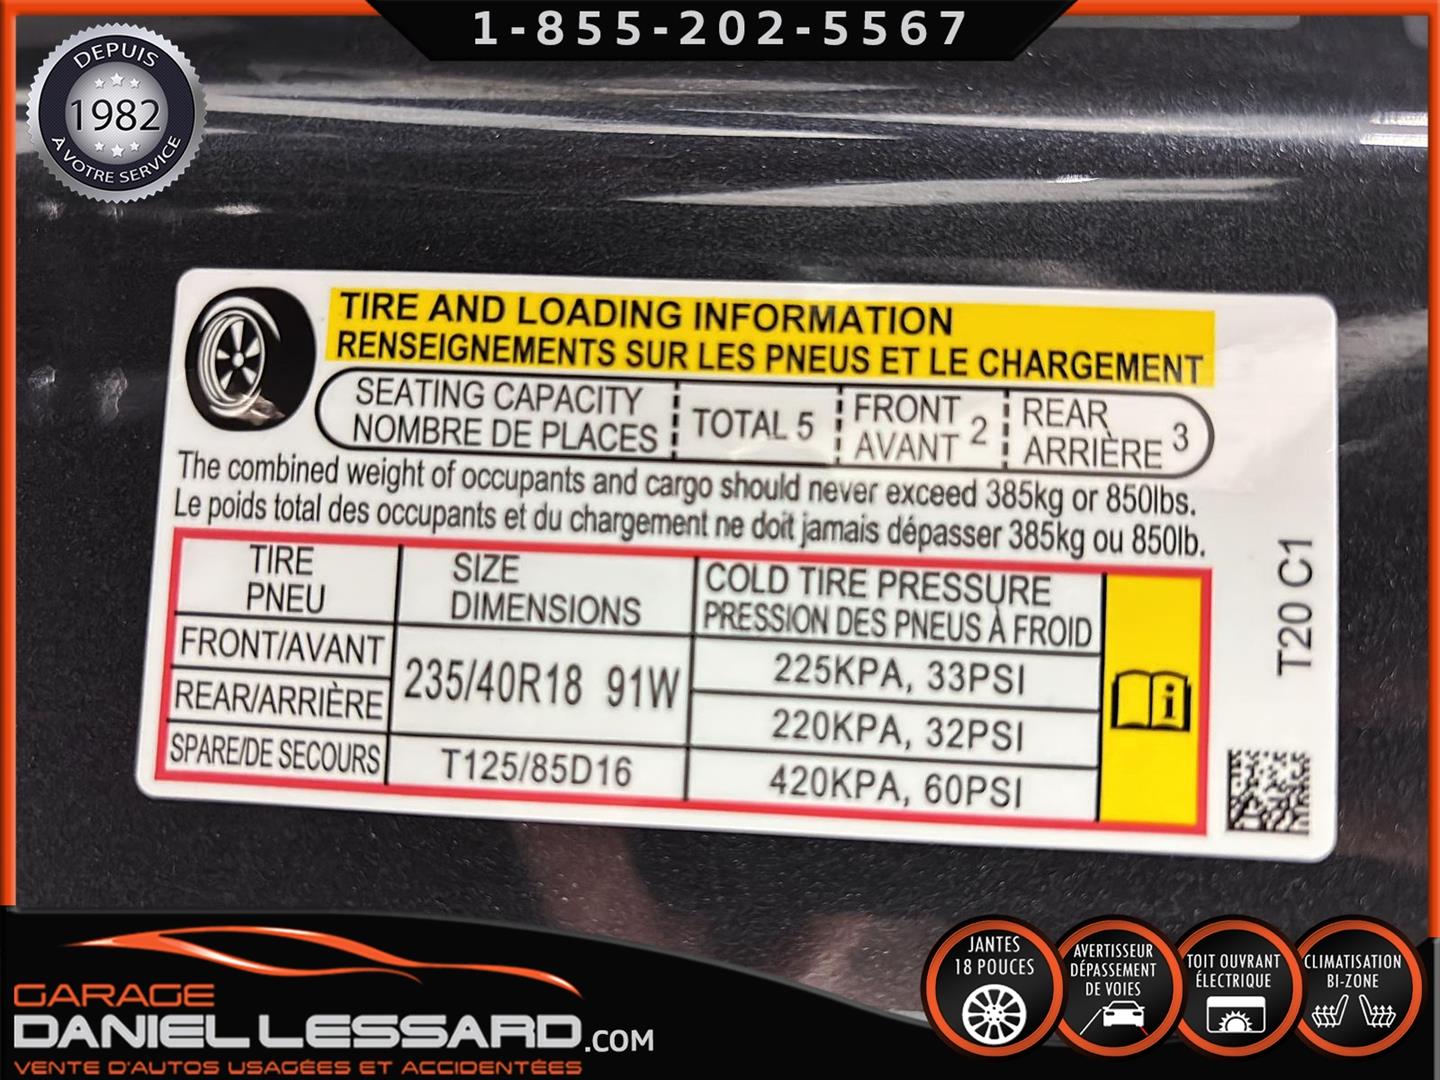 1-855-202-5567
DEPUIS
1982
À VOTRE SERVICE
TIRE AND LOADING INFORMATION
RENSEIGNEMENTS SUR LES PNEUS ET LE CHARGEMENT
SEATING CAPACITY
NOMBRE DE PLACES
TOTAL 5
FRONT
AVANT 2
REAR
ARRIÈRE 3
The combined weight of occupants and cargo should never exceed 385kg or 850lbs.
Le poids total des occupants et du chargement ne doit jamais dépasser 385kg ou 850lb.
TIRE
PNEU
SIZE
DIMENSIONS
COLD TIRE PRESSURE
PRESSION DES PNEUS À FROID
FRONT/AVANT
235/40R18 91W
225KPA, 33PSI
REAR/ARRIÈRE
220KPA, 32PSI
SPARE/DE SECOURS
T125/85D16
420KPA, 60PSI
T20 C1
GARAGE
DANIEL LESSARD.COM
VENTE D'AUTOS USAGÉES ET ACCIDENTÉES
JANTES
18 POUCES
AVERTISSEUR
DÉPASSEMENT
DE VOIES
TOIT OUVRANT
ÉLECTRIQUE
CLIMATISATION
BI-ZONE